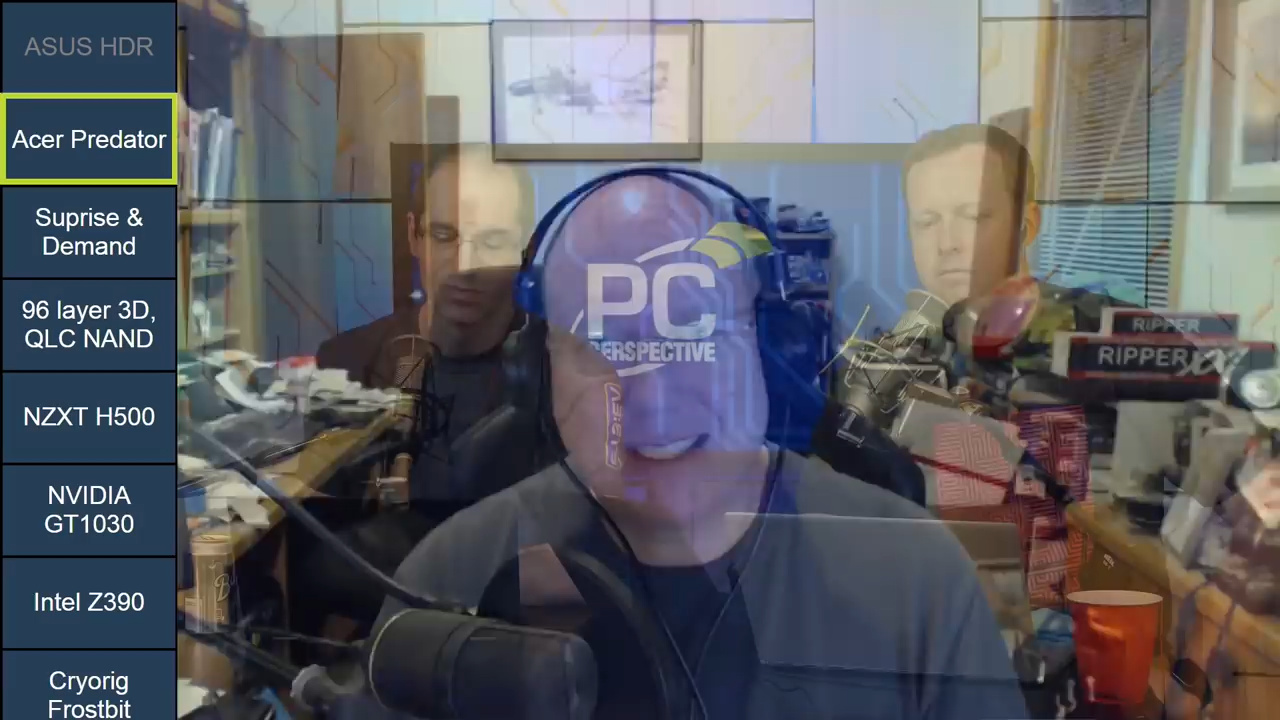 ASUS HDR
Acer Predator
Suprise &
Demand
96 layer 3D,
QLC NAND
NZXT H500
NVIDIA
GT1030
Intel Z390
Cryorig
Frostbit
PC
PERSPECTIVE
RIPPER
RIPPER